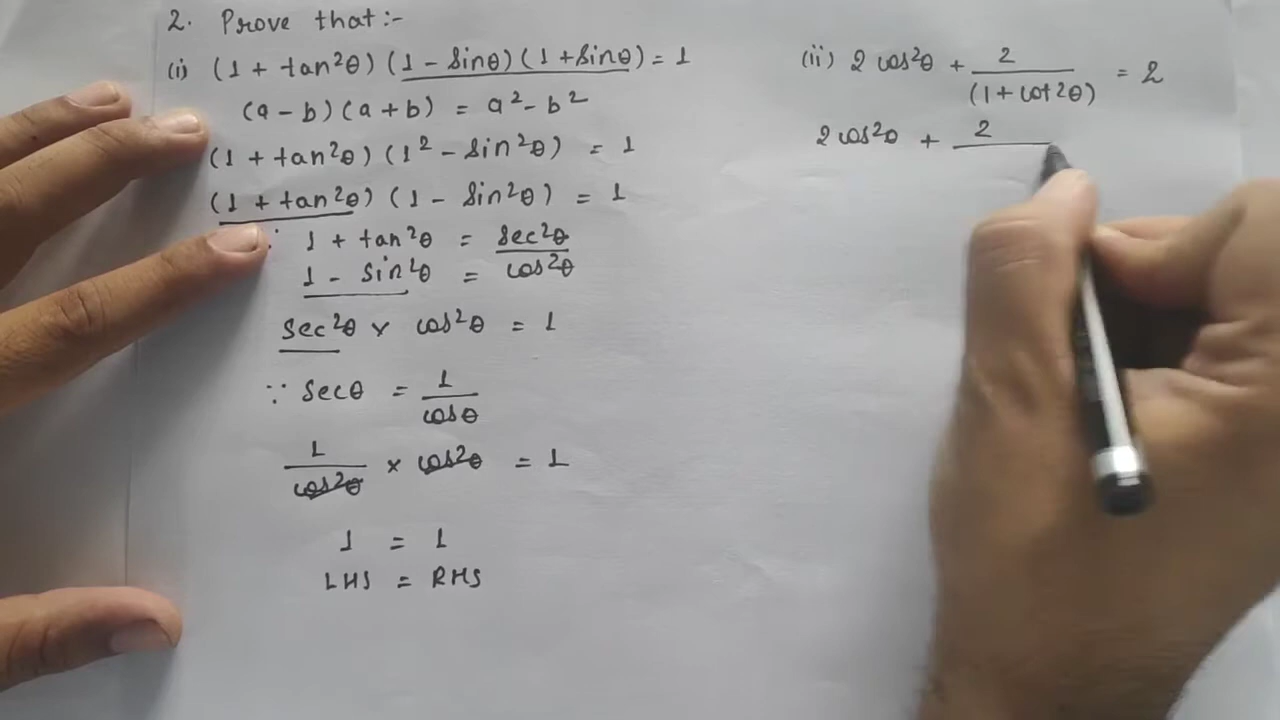 2. Prove that :-
(i) (1 + tan²θ) (1 - sinθ) (1 + sinθ) = 1
(a - b) (a + b) = a² - b²
(1 + tan²θ) (1² - sin²θ) = 1
(1 + tan²θ) (1 - sin²θ) = 1
∵ 1 + tan²θ = sec²θ
1 - sin²θ = cos²θ
sec²θ × cos²θ = 1
∵ secθ = 1/cosθ
1/cos²θ × cos²θ = 1
1 = 1
LHS = RHS
(ii) 2 cos²θ + 2/(1 + cot²θ) = 2
2 cos²θ + 2